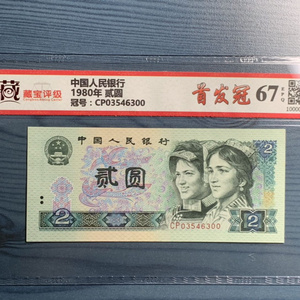 藏
藏宝评级
中国人民银行
1980年 贰圆
冠号：CP03546300
首发冠
67
EPQ
中国人民银行
贰圆
2
2
CP03546300